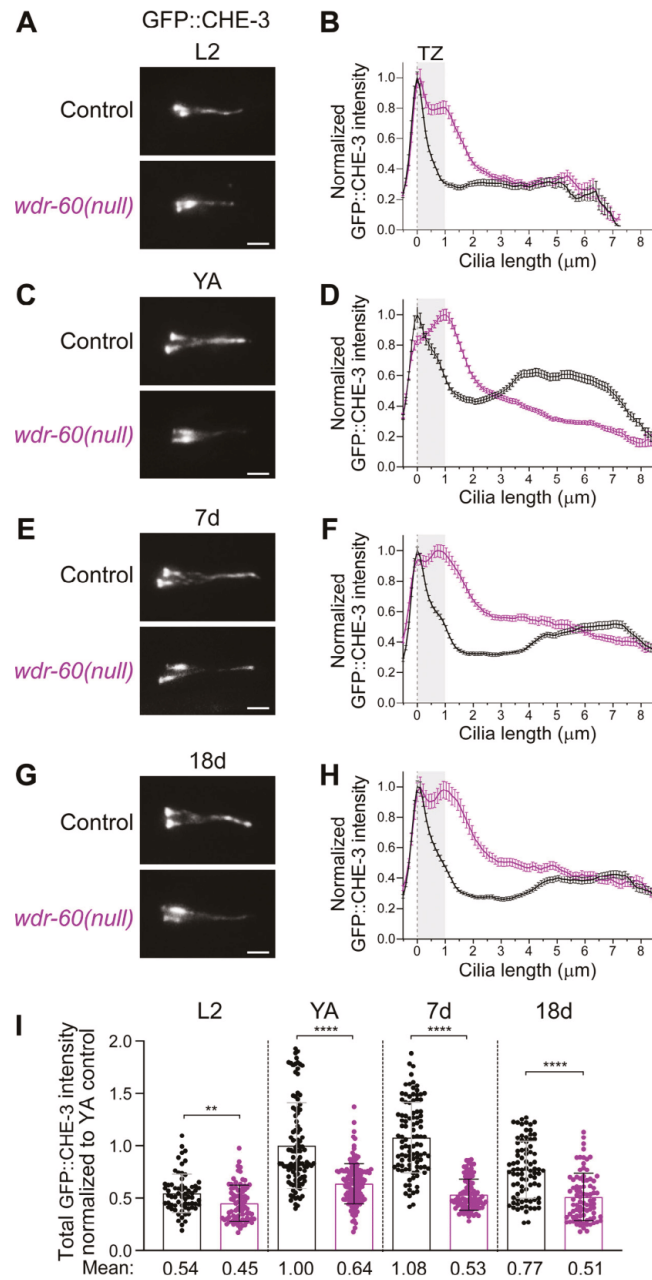 A
GFP::CHE-3
L2
Control
wdr-60(null)
B
TZ
Normalized
GFP::CHE-3 intensity
1.0
0.8
0.6
0.4
0.2
0.0
0 1 2 3 4 5 6 7 8
Cilia length (μm)
C
YA
Control
wdr-60(null)
D
Normalized
GFP::CHE-3 intensity
1.0
0.8
0.6
0.4
0.2
0.0
0 1 2 3 4 5 6 7 8
Cilia length (μm)
E
7d
Control
wdr-60(null)
F
Normalized
GFP::CHE-3 intensity
1.0
0.8
0.6
0.4
0.2
0.0
0 1 2 3 4 5 6 7 8
Cilia length (μm)
G
18d
Control
wdr-60(null)
H
Normalized
GFP::CHE-3 intensity
1.0
0.8
0.6
0.4
0.2
0.0
0 1 2 3 4 5 6 7 8
Cilia length (μm)
I
L2 YA 7d 18d
Total GFP::CHE-3 intensity
normalized to YA control
2.0
1.5
1.0
0.5
0.0
** **** **** ****
Mean: 0.54 0.45 1.00 0.64 1.08 0.53 0.77 0.51